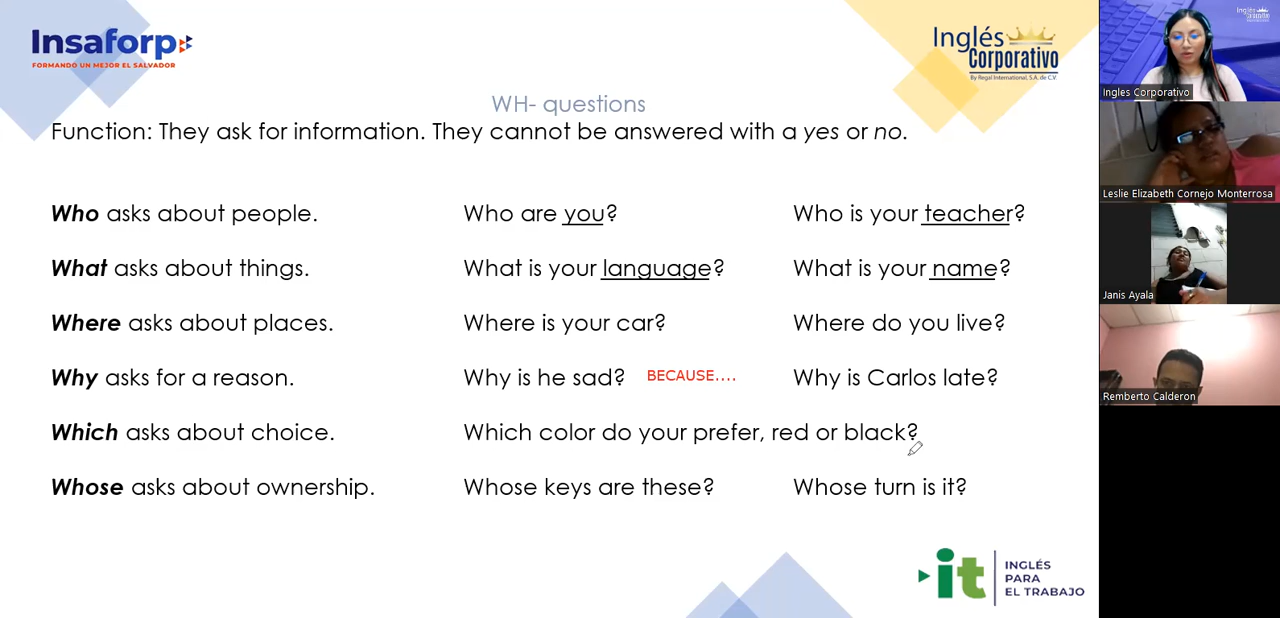 Insaforp
FORMANDO UN MEJOR EL SALVADOR
Inglés
Corporativo
By Regal International, S.A. de C.V.
WH- questions
Function: They ask for information. They cannot be answered with a yes or no.
Who asks about people. Who are you? Who is your teacher?
What asks about things. What is your language? What is your name?
Where asks about places. Where is your car? Where do you live?
Why asks for a reason. Why is he sad? BECAUSE.... Why is Carlos late?
Which asks about choice. Which color do your prefer, red or black?
Whose asks about ownership. Whose keys are these? Whose turn is it?
it
INGLÉS
PARA
EL TRABAJO
Inglés
Corporativo
Ingles Corporativo
Leslie Elizabeth Cornejo Monterrosa
Janis Ayala
Remberto Calderon